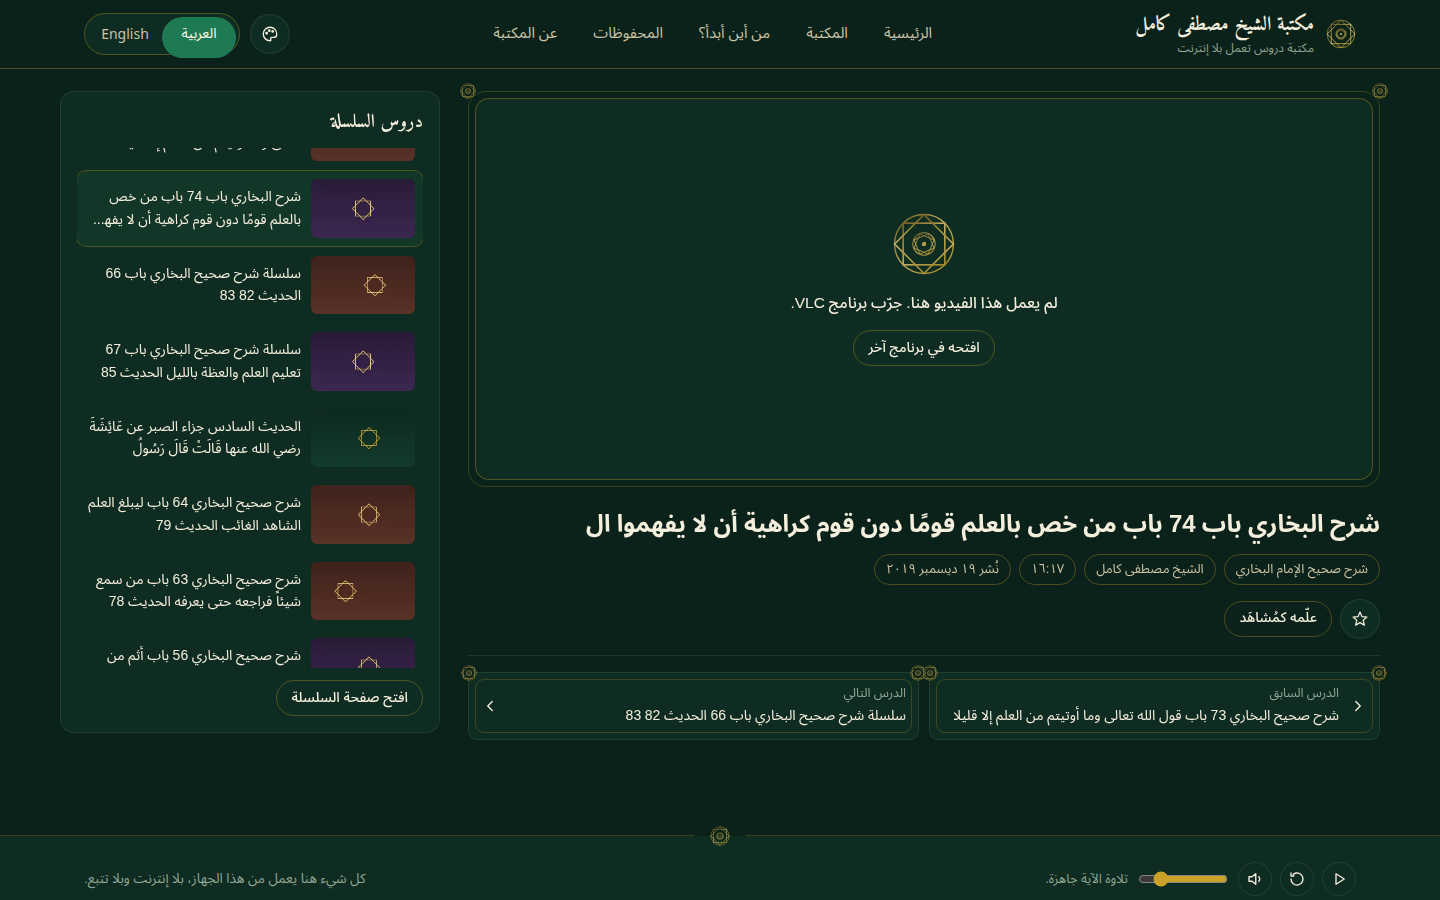 مكتبة الشيخ مصطفى كامل
مكتبة دروس تعمل بلا إنترنت
الرئيسية
المكتبة
من أين أبدأ؟
المحفوظات
عن المكتبة
العربية
English
لم يعمل هذا الفيديو هنا. جرّب برنامج VLC.
افتحه في برنامج آخر
شرح البخاري باب 74 باب من خص بالعلم قومًا دون قوم كراهية أن لا يفهموا ال
شرح صحيح الإمام البخاري
الشيخ مصطفى كامل
١٦:١٧
نُشر ١٩ ديسمبر ٢٠١٩
علّمه كمُشاهَد
الدرس السابق
شرح صحيح البخاري 73 باب قول الله تعالى وما أوتيتم من العلم إلا قليلا
الدرس التالي
سلسلة شرح صحيح البخاري باب 66 الحديث 82 83
دروس السلسلة
شرح البخاري باب 74 باب من خص
بالعلم قومًا دون قوم كراهية أن لا يفهـ...
سلسلة شرح صحيح البخاري باب 66
الحديث 82 83
سلسلة شرح صحيح البخاري باب 67
تعليم العلم والعظة بالليل الحديث 85
الحديث السادس جزاء الصبر عن عَائِشَةَ
رضي الله عنها قَالَتْ قَالَ رَسُولُ
شرح صحيح البخاري 64 باب ليبلغ العلم
الشاهد الغائب الحديث 79
شرح صحيح البخاري 63 باب من سمع
شيئاً فراجعه حتى يعرفه الحديث 78
شرح صحيح البخاري 56 باب أثم من
افتح صفحة السلسلة
تلاوة الآية جاهزة.
كل شيء هنا يعمل من هذا الجهاز، بلا إنترنت وبلا تتبع.